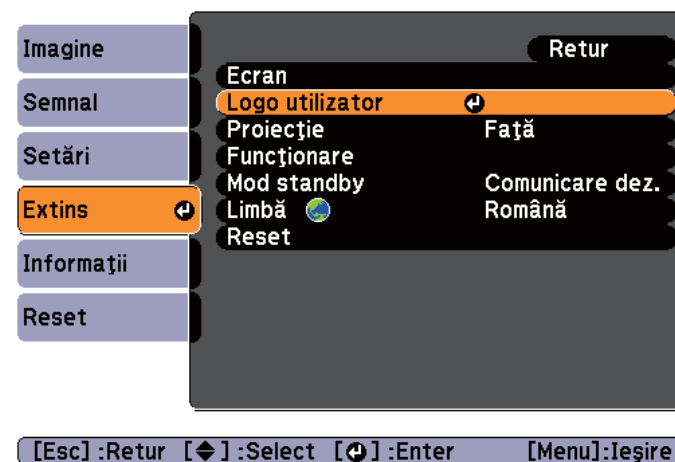 Imagine
Semnal
Setări
Extins
Informaţii
Reset
Retur
Ecran
Logo utilizator
Proiecţie Faţă
Funcţionare
Mod standby Comunicare dez.
Limbă Română
Reset
[Esc] :Retur [◆] :Select [⏎] :Enter [Menu]:Ieşire